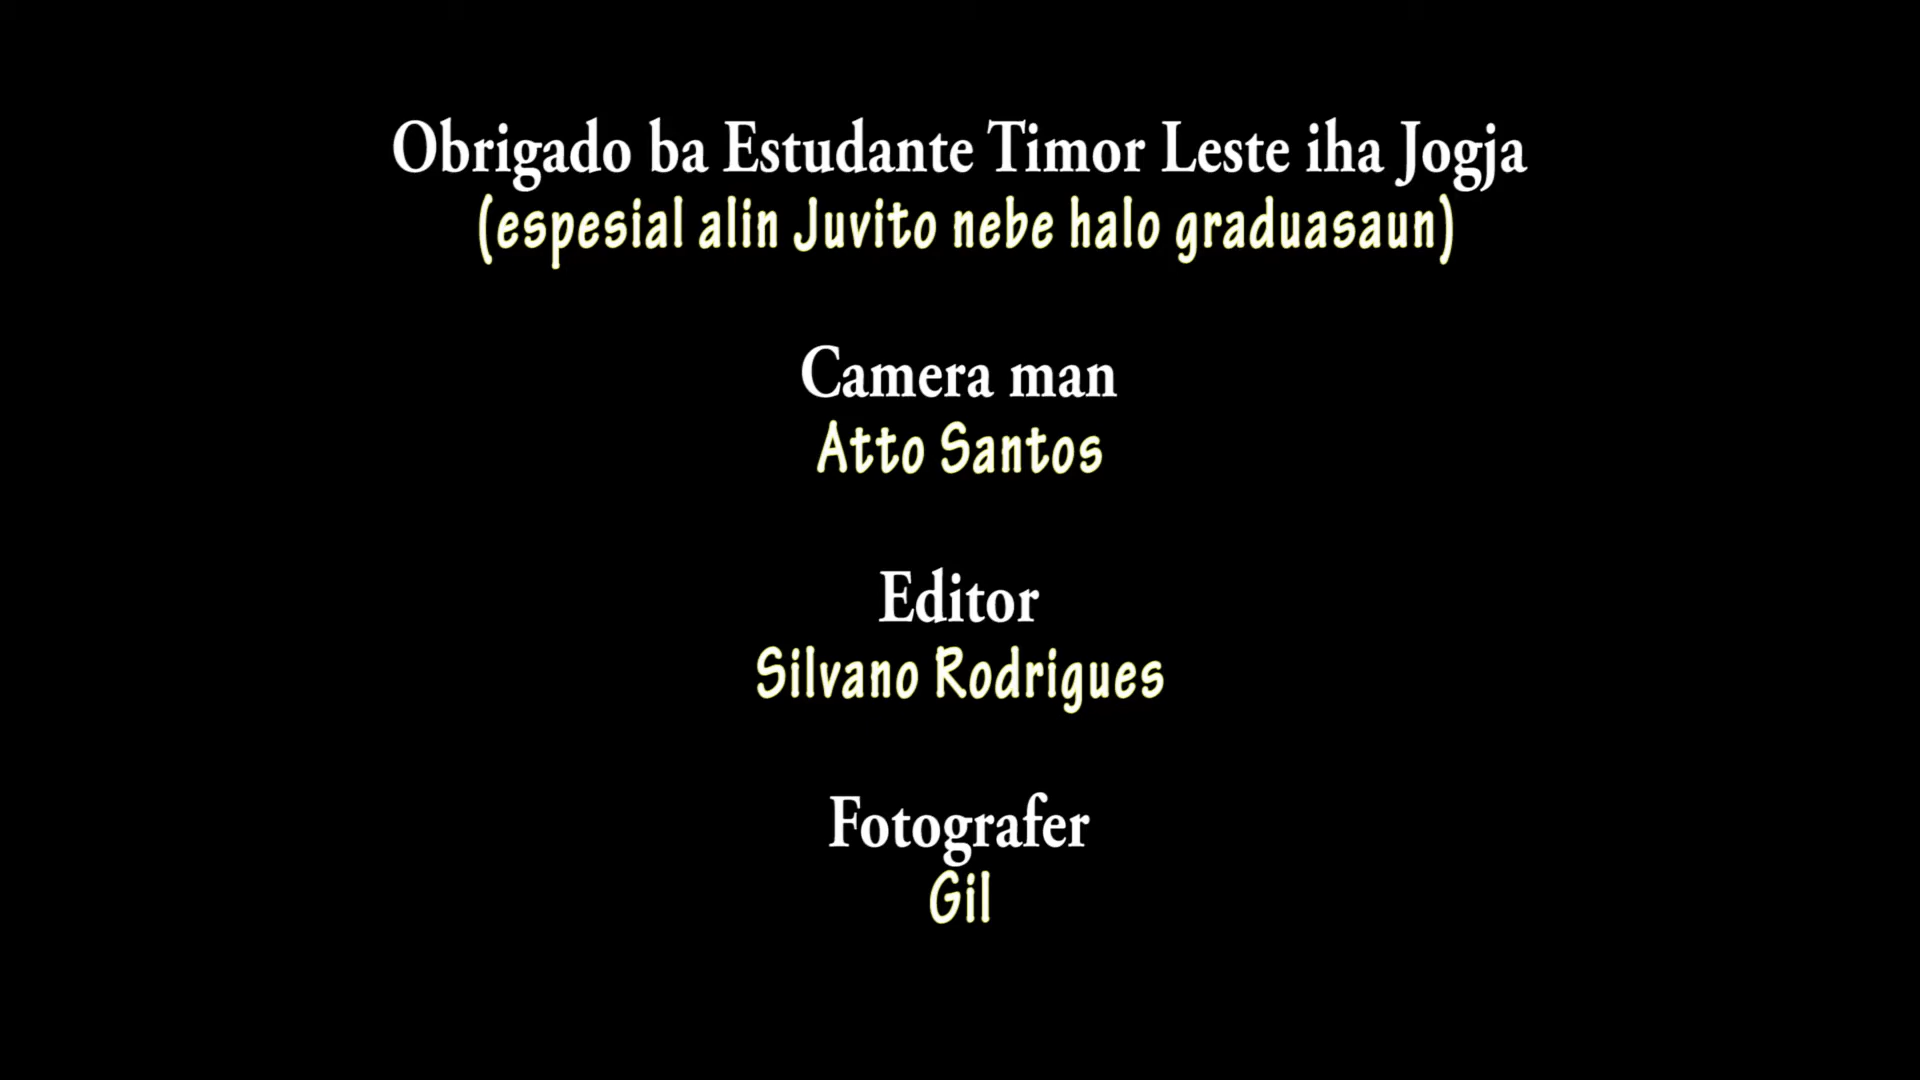 Obrigado ba Estudante Timor Leste iha Jogja
(espesial alin Juvito nebe halo graduasaun)
Camera man
Atto Santos
Editor
Silvano Rodrigues
Fotografer
Gil